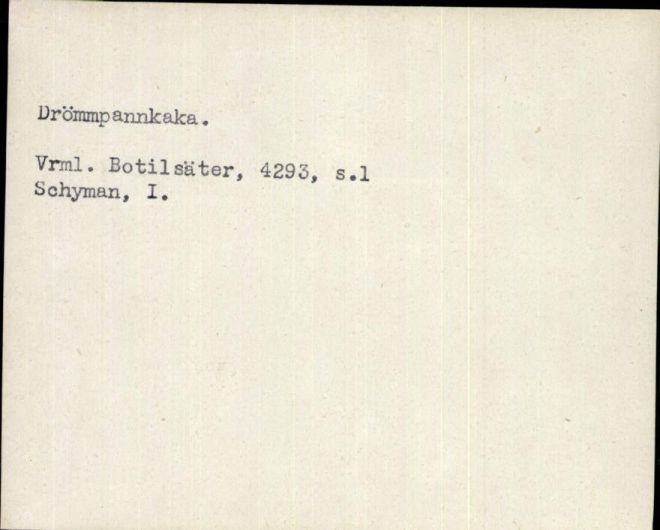 Drömmpannkaka.
Vrml. Botilsäter, 4293, s.1
Schyman, I.